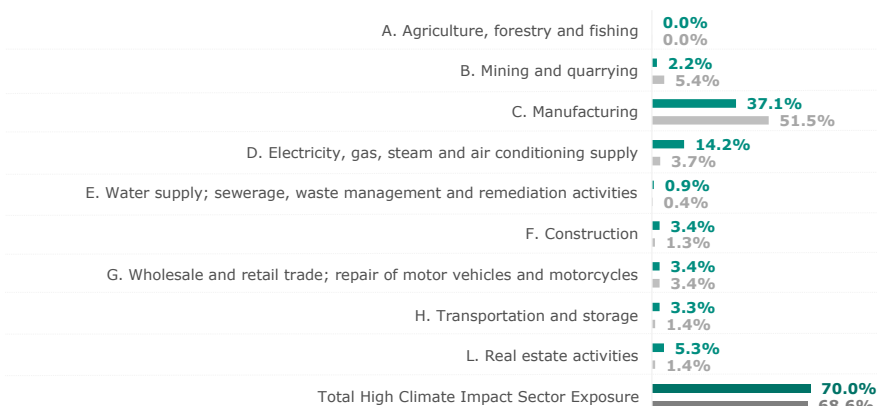 A. Agriculture, forestry and fishing
0.0%
0.0%
B. Mining and quarrying
2.2%
5.4%
C. Manufacturing
37.1%
51.5%
D. Electricity, gas, steam and air conditioning supply
14.2%
3.7%
E. Water supply; sewerage, waste management and remediation activities
0.9%
0.4%
F. Construction
3.4%
1.3%
G. Wholesale and retail trade; repair of motor vehicles and motorcycles
3.4%
3.4%
H. Transportation and storage
3.3%
1.4%
L. Real estate activities
5.3%
1.4%
Total High Climate Impact Sector Exposure
70.0%
68.6%